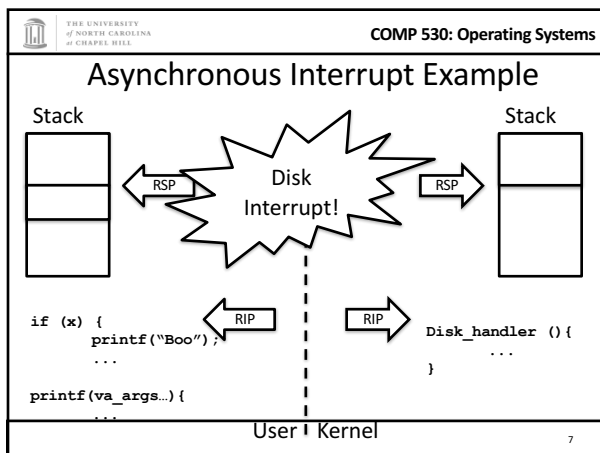 THE UNIVERSITY
of NORTH CAROLINA
at CHAPEL HILL
COMP 530: Operating Systems
Asynchronous Interrupt Example
Stack
Stack
RSP
Disk
Interrupt!
RSP
if (x) {
printf(“Boo”);
...
printf(va_args…){
...
RIP
RIP
Disk_handler (){
...
}
User
Kernel
7